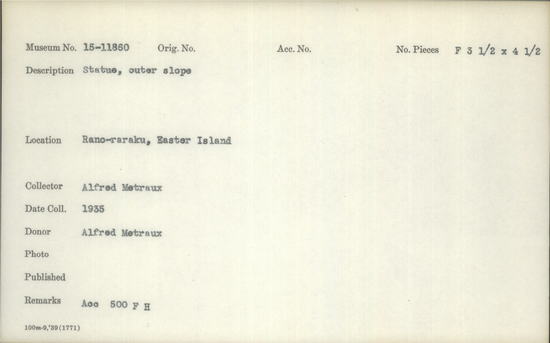 Museum No. 15-11860 Orig. No. Acc. No. No. Pieces F 3 1/2 x 4 1/2
Description Statue, outer slope
Location Rano-raraku, Easter Island
Collector Alfred Metraux
Date Coll. 1935
Donor Alfred Metraux
Photo
Published
Remarks Acc 500 F H
100m-9,'39(1771)